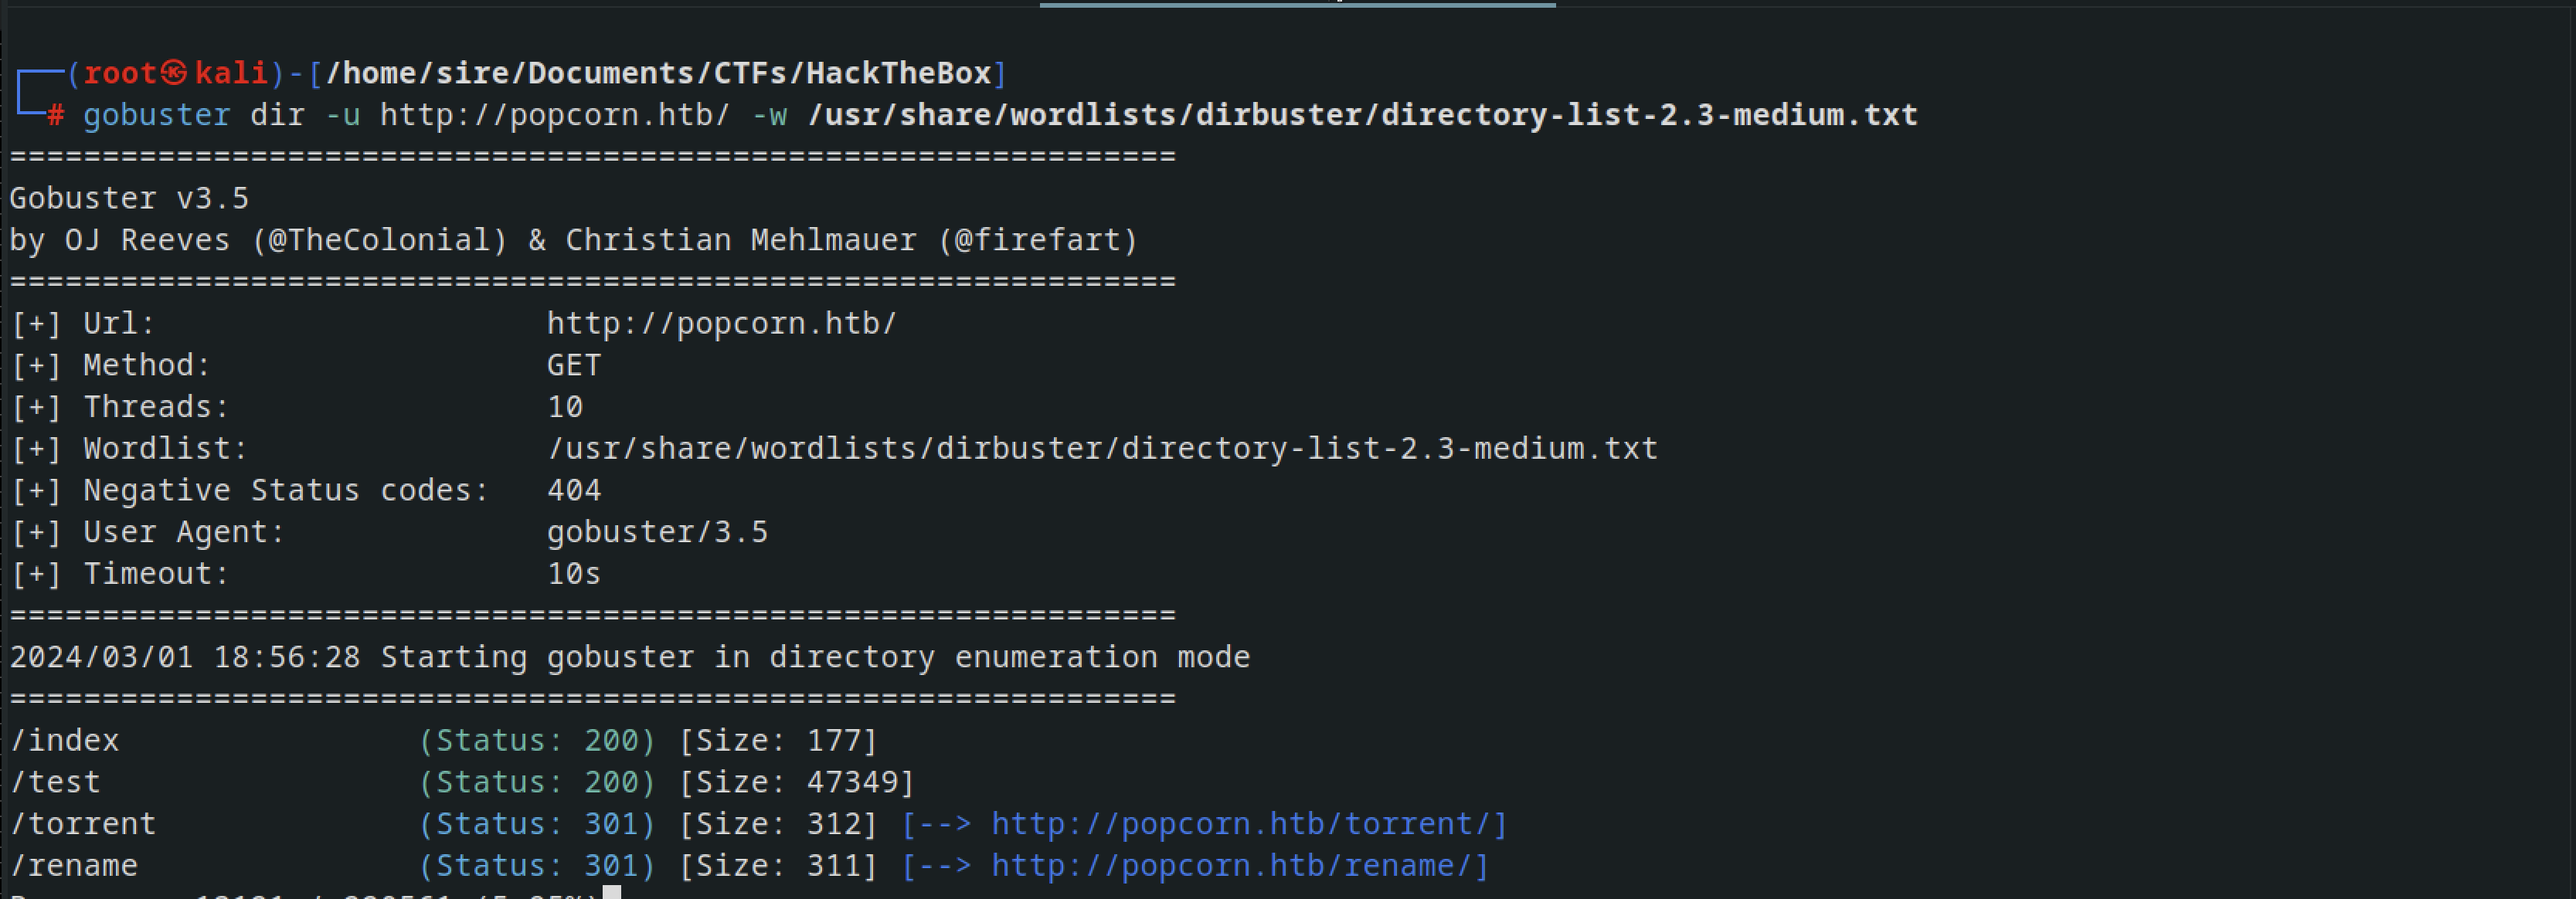 (root㉿kali)-[/home/sire/Documents/CTFs/HackTheBox]
# gobuster dir -u http://popcorn.htb/ -w /usr/share/wordlists/dirbuster/directory-list-2.3-medium.txt
===============================================================
Gobuster v3.5
by OJ Reeves (@TheColonial) & Christian Mehlmauer (@firefart)
===============================================================
[+] Url: http://popcorn.htb/
[+] Method: GET
[+] Threads: 10
[+] Wordlist: /usr/share/wordlists/dirbuster/directory-list-2.3-medium.txt
[+] Negative Status codes: 404
[+] User Agent: gobuster/3.5
[+] Timeout: 10s
===============================================================
2024/03/01 18:56:28 Starting gobuster in directory enumeration mode
===============================================================
/index (Status: 200) [Size: 177]
/test (Status: 200) [Size: 47349]
/torrent (Status: 301) [Size: 312] [--> http://popcorn.htb/torrent/]
/rename (Status: 301) [Size: 311] [--> http://popcorn.htb/rename/]